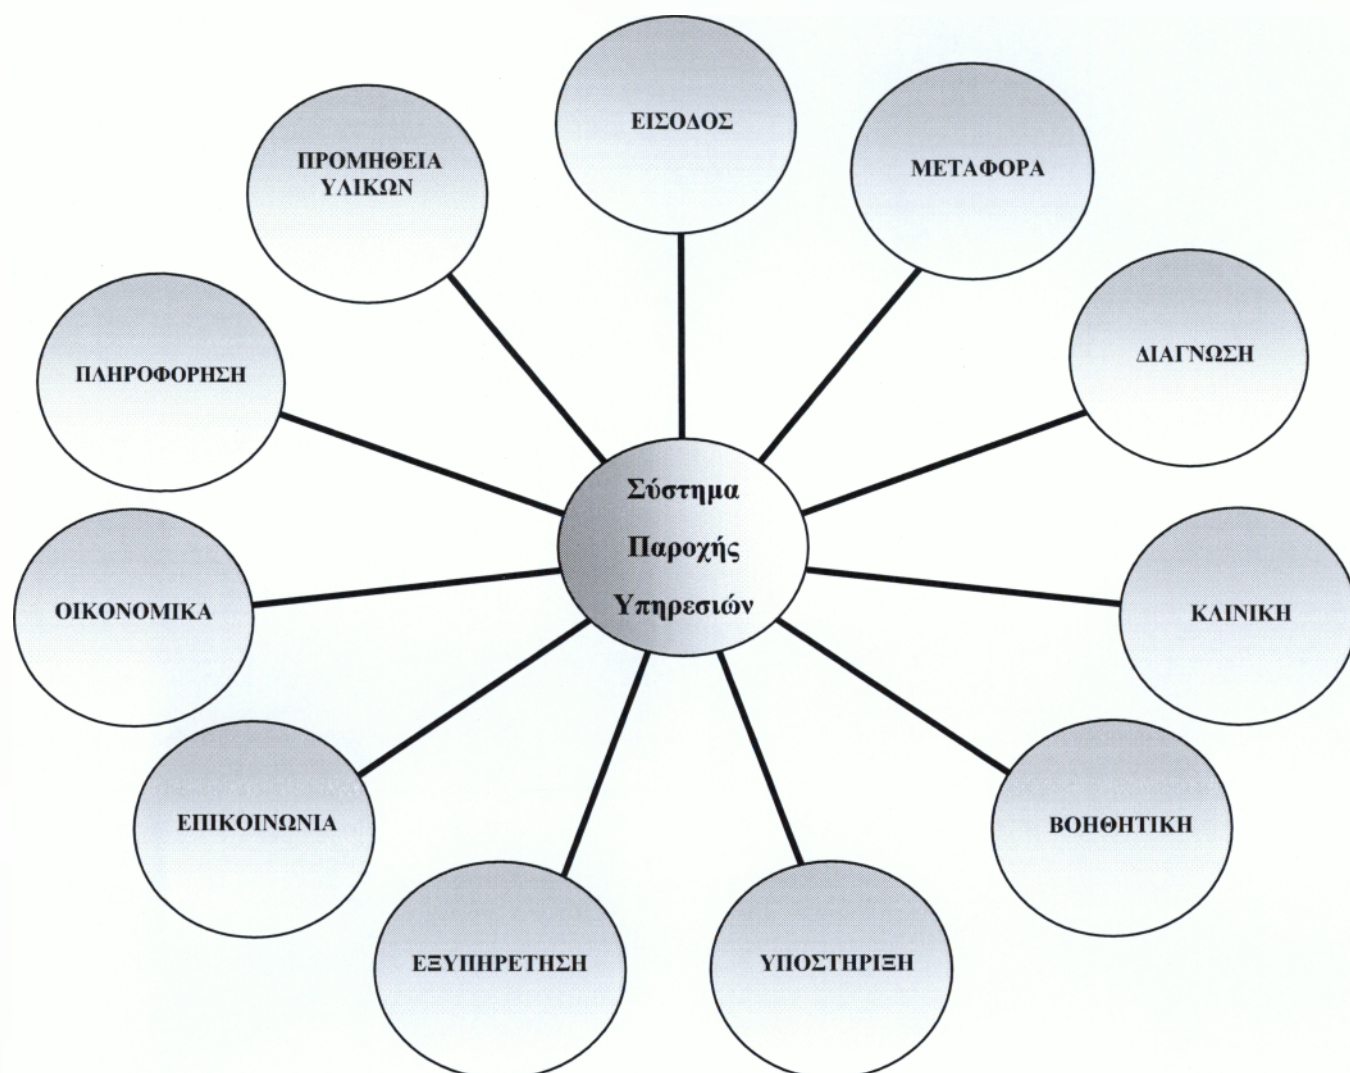 ΕΙΣΟΔΟΣ
ΜΕΤΑΦΟΡΑ
ΔΙΑΓΝΩΣΗ
ΚΛΙΝΙΚΗ
ΒΟΗΘΗΤΙΚΗ
ΥΠΟΣΤΗΡΙΞΗ
ΕΞΥΠΗΡΕΤΗΣΗ
ΕΠΙΚΟΙΝΩΝΙΑ
ΟΙΚΟΝΟΜΙΚΑ
ΠΛΗΡΟΦΟΡΗΣΗ
ΠΡΟΜΗΘΕΙΑ
ΥΛΙΚΩΝ
Σύστημα
Παροχής
Υπηρεσιών